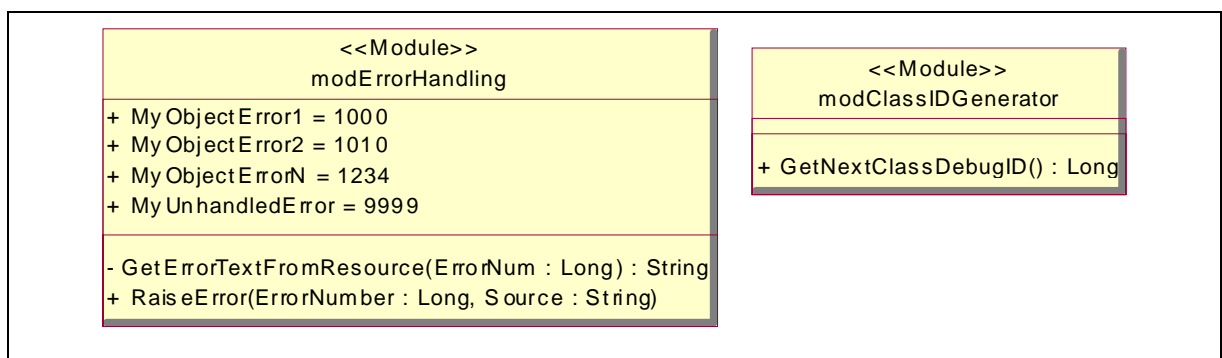 <<Module>>
modErrorHandling
+ MyObjectError1 = 1000
+ MyObjectError2 = 1010
+ MyObjectErrorN = 1234
+ MyUnhandledError = 9999
- GetErrorTextFromResource(ErrorNum : Long) : String
+ RaiseError(ErrorNumber : Long, Source : String)
<<Module>>
modClassIDGenerator
+ GetNextClassDebugID() : Long